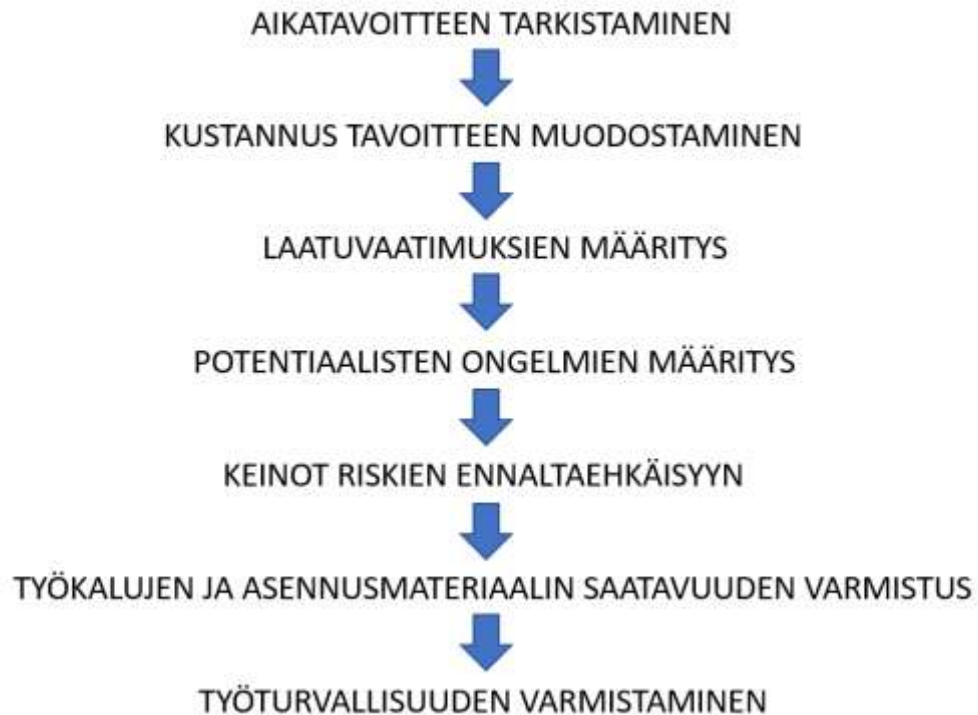 AIKATAVOITTEEN TARKISTAMINEN
KUSTANNUS TAVOITTEEN MUODOSTAMINEN
LAATUVAATIMUKSIEN MÄÄRITYS
POTENTIAALISTEN ONGELMIEN MÄÄRITYS
KEINOT RISKIEN ENNALTAEHKÄISYYN
TYÖKALUJEN JA ASENNUSMATERIAALIN SAATAVUUDEN VARMISTUS
TYÖTURVALLISUUDEN VARMISTAMINEN